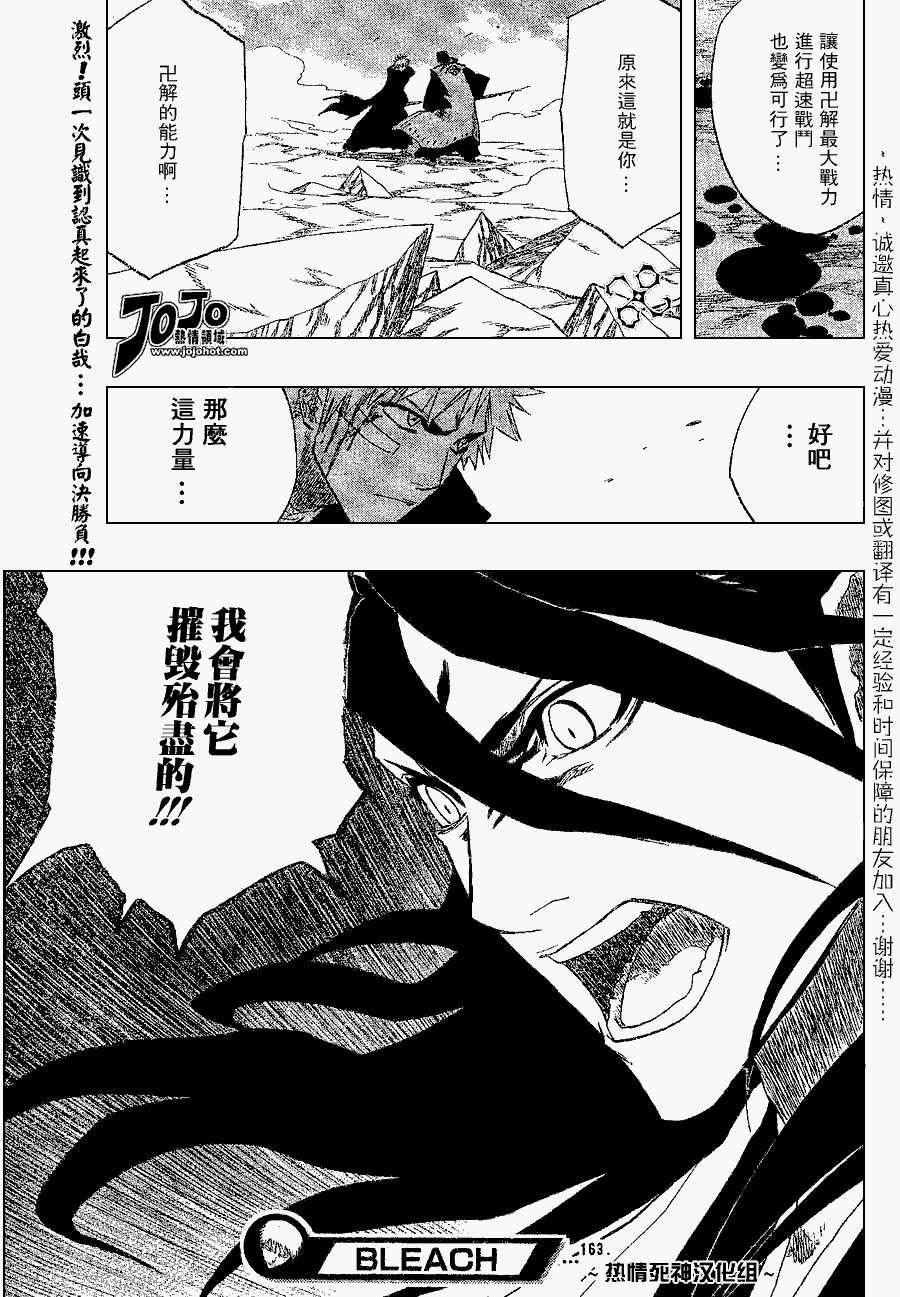 讓使用卍解最大戰力
進行超速戰鬥
也變爲可行了…
原來這就是你…
卍解的能力啊…
JOJO
熱情領域
www.jojohot.com
好吧
…
那麼
這力量…
我會將它
摧毀殆盡的!!!
激烈！頭一次見識到認真起來了的白哉…加速導向決勝負!!!
~热情~诚邀真心热爱动漫…并对修图或翻译有一定经验和时间保障的朋友加入…谢谢……
BLEACH
163.
…
~热情死神汉化组~